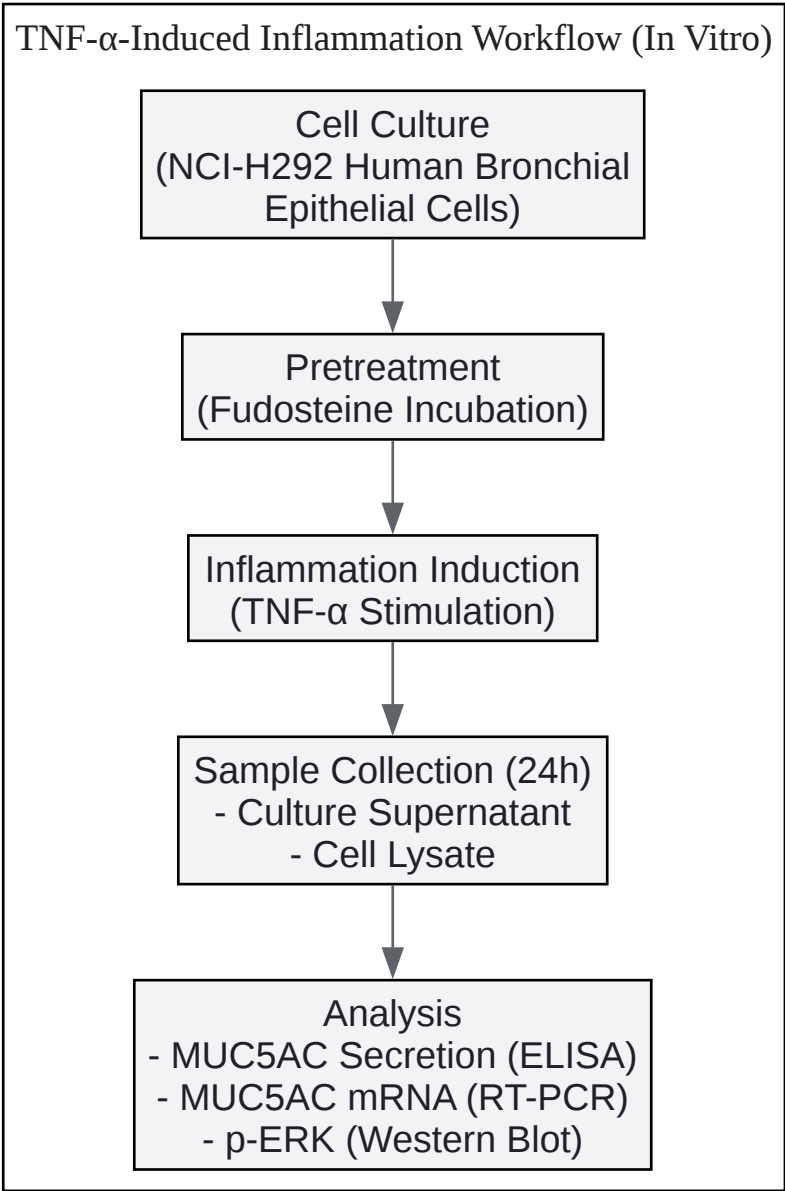 TNF-α-Induced Inflammation Workflow (In Vitro)
Cell Culture
(NCI-H292 Human Bronchial
Epithelial Cells)
Pretreatment
(Fudosteine Incubation)
Inflammation Induction
(TNF-α Stimulation)
Sample Collection (24h)
- Culture Supernatant
- Cell Lysate
Analysis
- MUC5AC Secretion (ELISA)
- MUC5AC mRNA (RT-PCR)
- p-ERK (Western Blot)